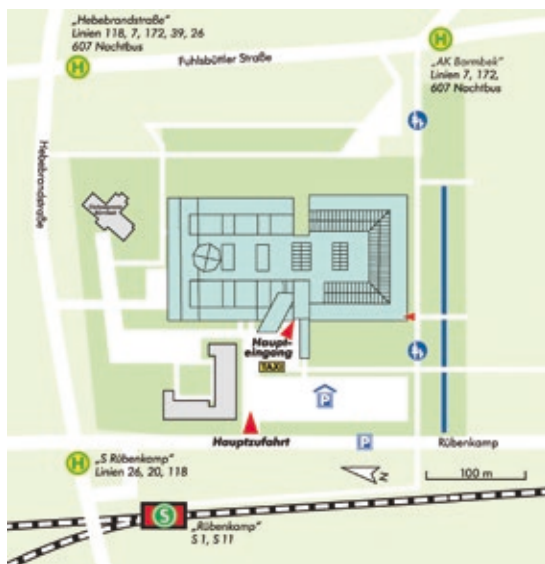 „Hebebrandstraße“
Linien 118, 7, 172, 39, 26
607 Nachtbus
H
Fuhlsbüttler Straße
H
„AK Barmbek“
Linien 7, 172,
607 Nachtbus
Hebebrandstraße
Haupt-
eingang
TAXI
P
Hauptzufahrt
P
Rübenkamp
H
„S Rübenkamp“
Linien 26, 20, 118
N
100 m
S
„Rübenkamp“
S 1, S 11